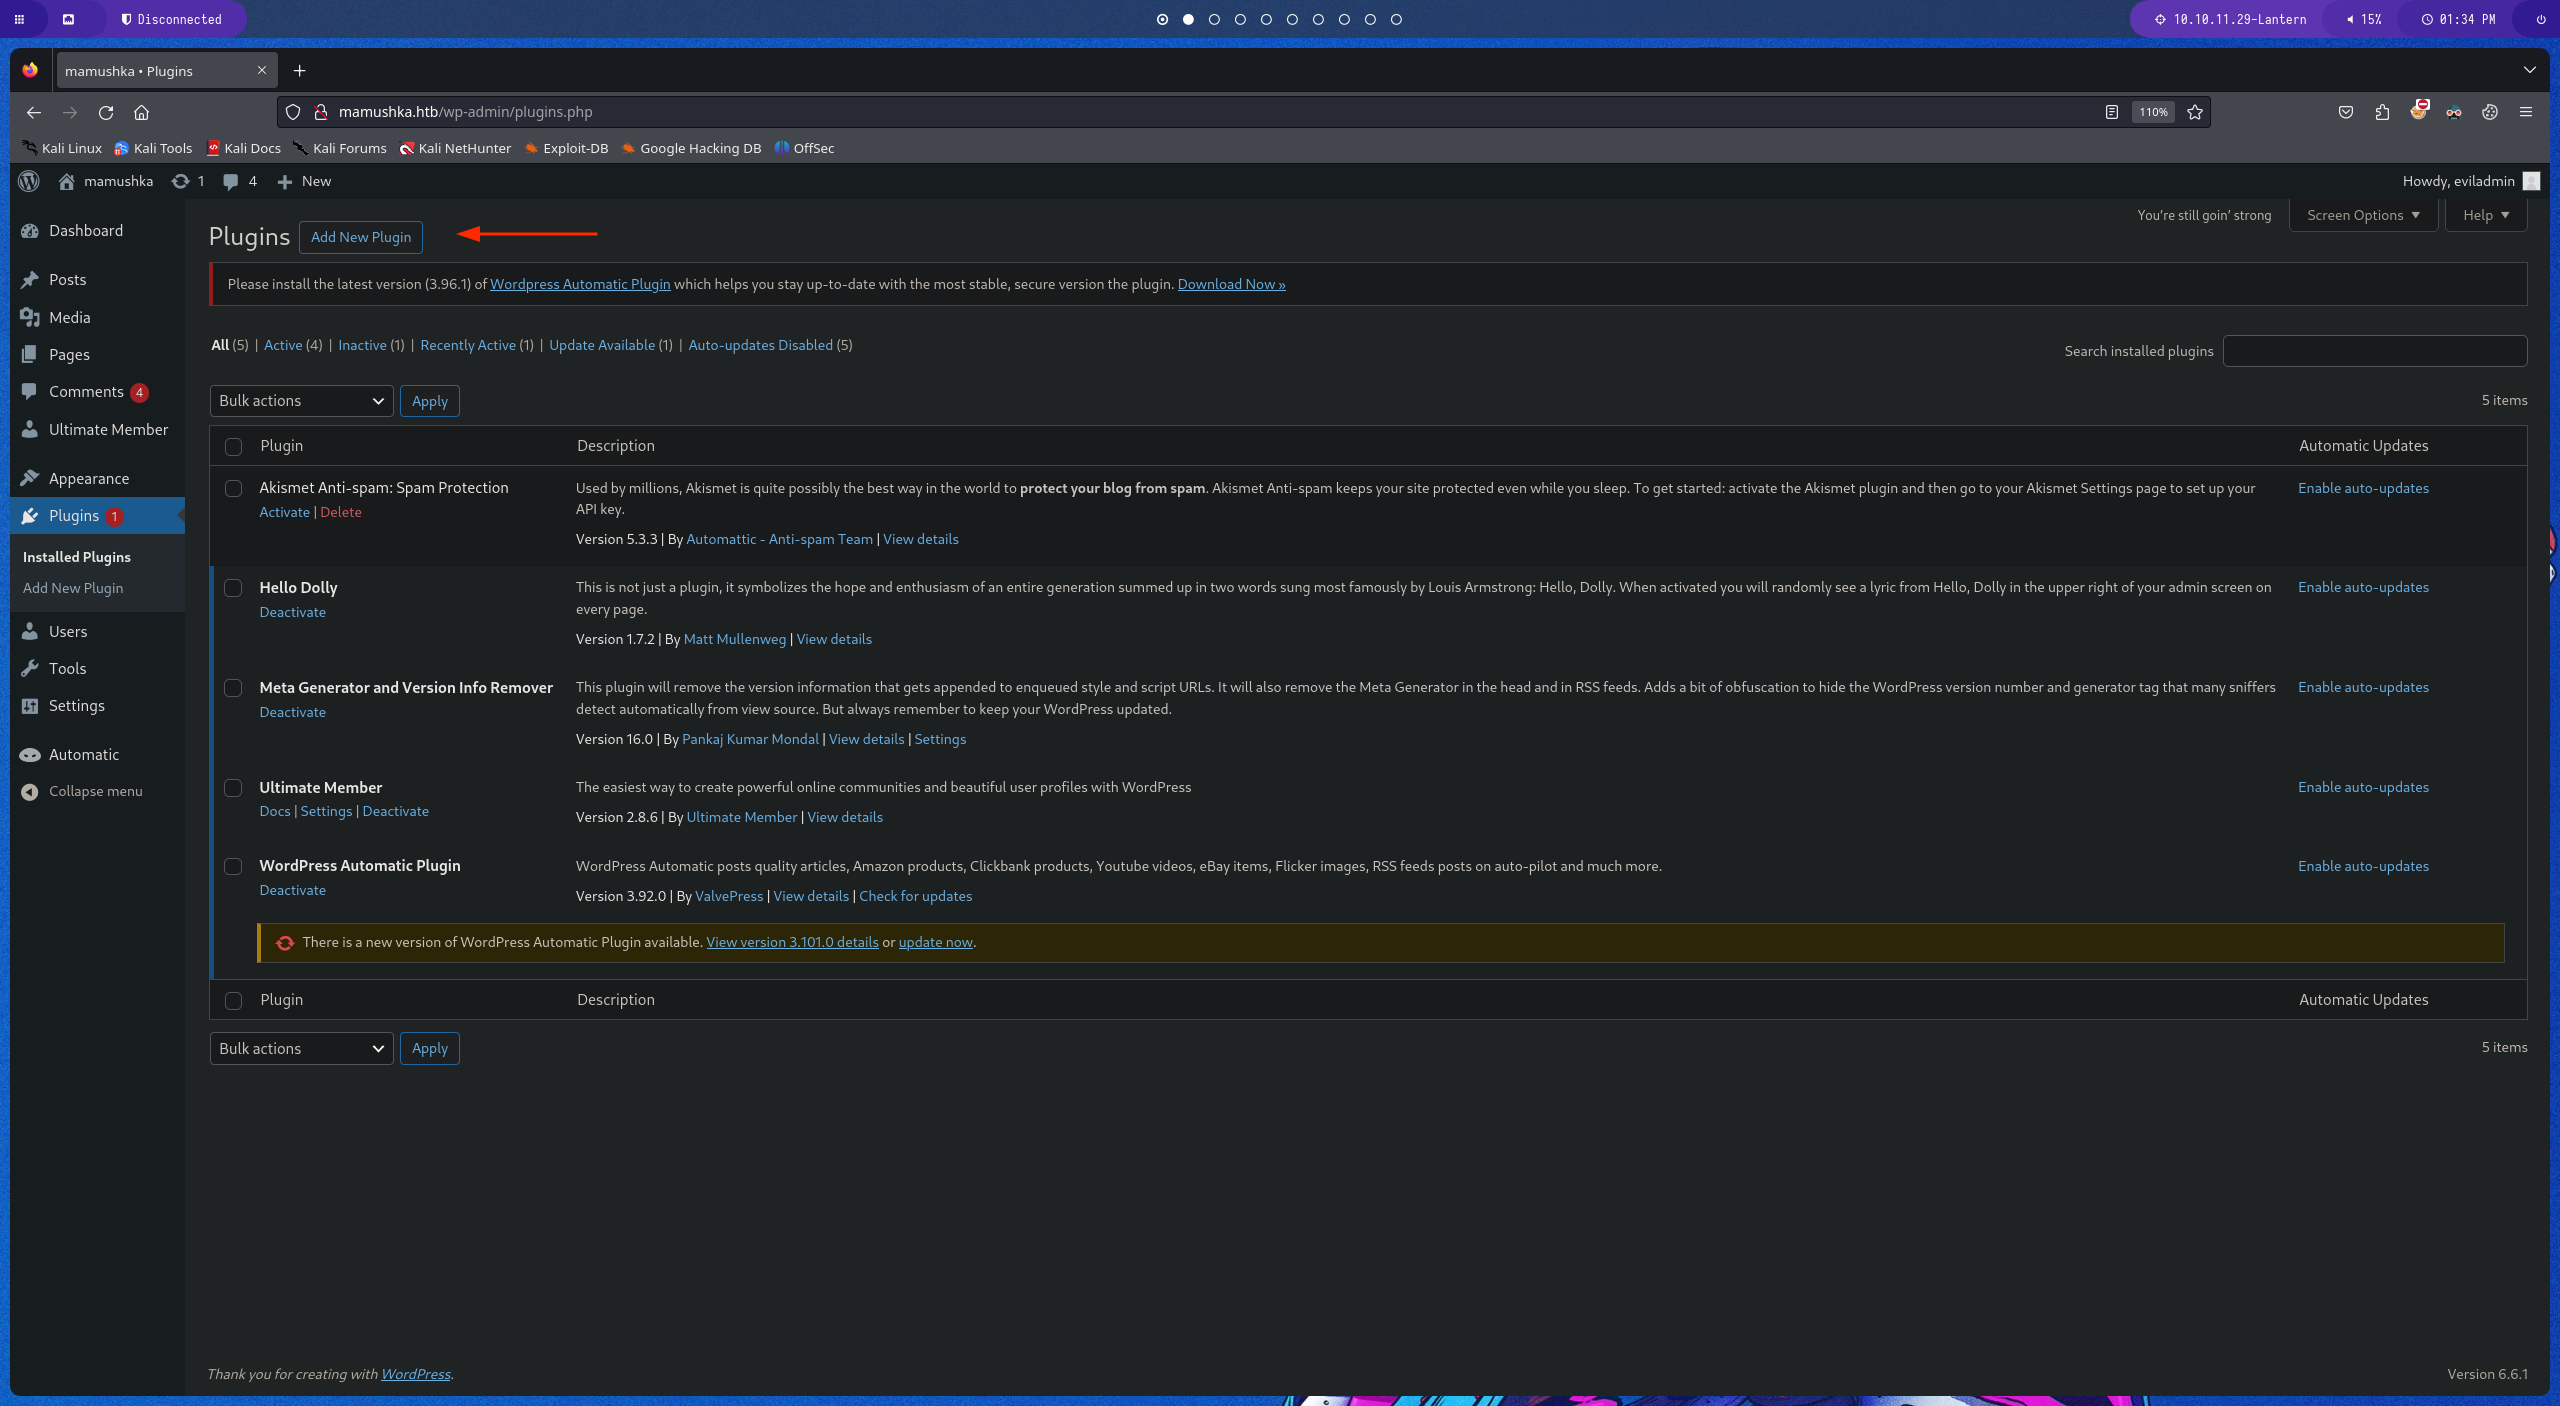 Disconnected
10.10.11.29-Lantern
15%
01:34 PM
mamushka • Plugins
mamushka.htb/wp-admin/plugins.php
110%
Kali Linux
Kali Tools
Kali Docs
Kali Forums
Kali NetHunter
Exploit-DB
Google Hacking DB
OffSec
mamushka
1
4
New
Howdy, eviladmin
Dashboard
Posts
Media
Pages
Comments 4
Ultimate Member
Appearance
Plugins 1
Installed Plugins
Add New Plugin
Users
Tools
Settings
Automatic
Collapse menu
You’re still goin’ strong
Screen Options
Help
Plugins
Add New Plugin
Please install the latest version (3.96.1) of Wordpress Automatic Plugin which helps you stay up-to-date with the most stable, secure version the plugin. Download Now »
All (5) | Active (4) | Inactive (1) | Recently Active (1) | Update Available (1) | Auto-updates Disabled (5)
Search installed plugins
Bulk actions
Apply
5 items
Plugin
Description
Automatic Updates
Akismet Anti-spam: Spam Protection
Activate | Delete
Used by millions, Akismet is quite possibly the best way in the world to protect your blog from spam. Akismet Anti-spam keeps your site protected even while you sleep. To get started: activate the Akismet plugin and then go to your Akismet Settings page to set up your
API key.
Version 5.3.3 | By Automattic - Anti-spam Team | View details
Enable auto-updates
Hello Dolly
Deactivate
This is not just a plugin, it symbolizes the hope and enthusiasm of an entire generation summed up in two words sung most famously by Louis Armstrong: Hello, Dolly. When activated you will randomly see a lyric from Hello, Dolly in the upper right of your admin screen on
every page.
Version 1.7.2 | By Matt Mullenweg | View details
Enable auto-updates
Meta Generator and Version Info Remover
Deactivate
This plugin will remove the version information that gets appended to enqueued style and script URLs. It will also remove the Meta Generator in the head and in RSS feeds. Adds a bit of obfuscation to hide the WordPress version number and generator tag that many sniffers
detect automatically from view source. But always remember to keep your WordPress updated.
Version 16.0 | By Pankaj Kumar Mondal | View details | Settings
Enable auto-updates
Ultimate Member
Docs | Settings | Deactivate
The easiest way to create powerful online communities and beautiful user profiles with WordPress
Version 2.8.6 | By Ultimate Member | View details
Enable auto-updates
WordPress Automatic Plugin
Deactivate
WordPress Automatic posts quality articles, Amazon products, Clickbank products, Youtube videos, eBay items, Flicker images, RSS feeds posts on auto-pilot and much more.
Version 3.92.0 | By ValvePress | View details | Check for updates
Enable auto-updates
There is a new version of WordPress Automatic Plugin available. View version 3.101.0 details or update now.
Plugin
Description
Automatic Updates
Bulk actions
Apply
5 items
Thank you for creating with WordPress.
Version 6.6.1